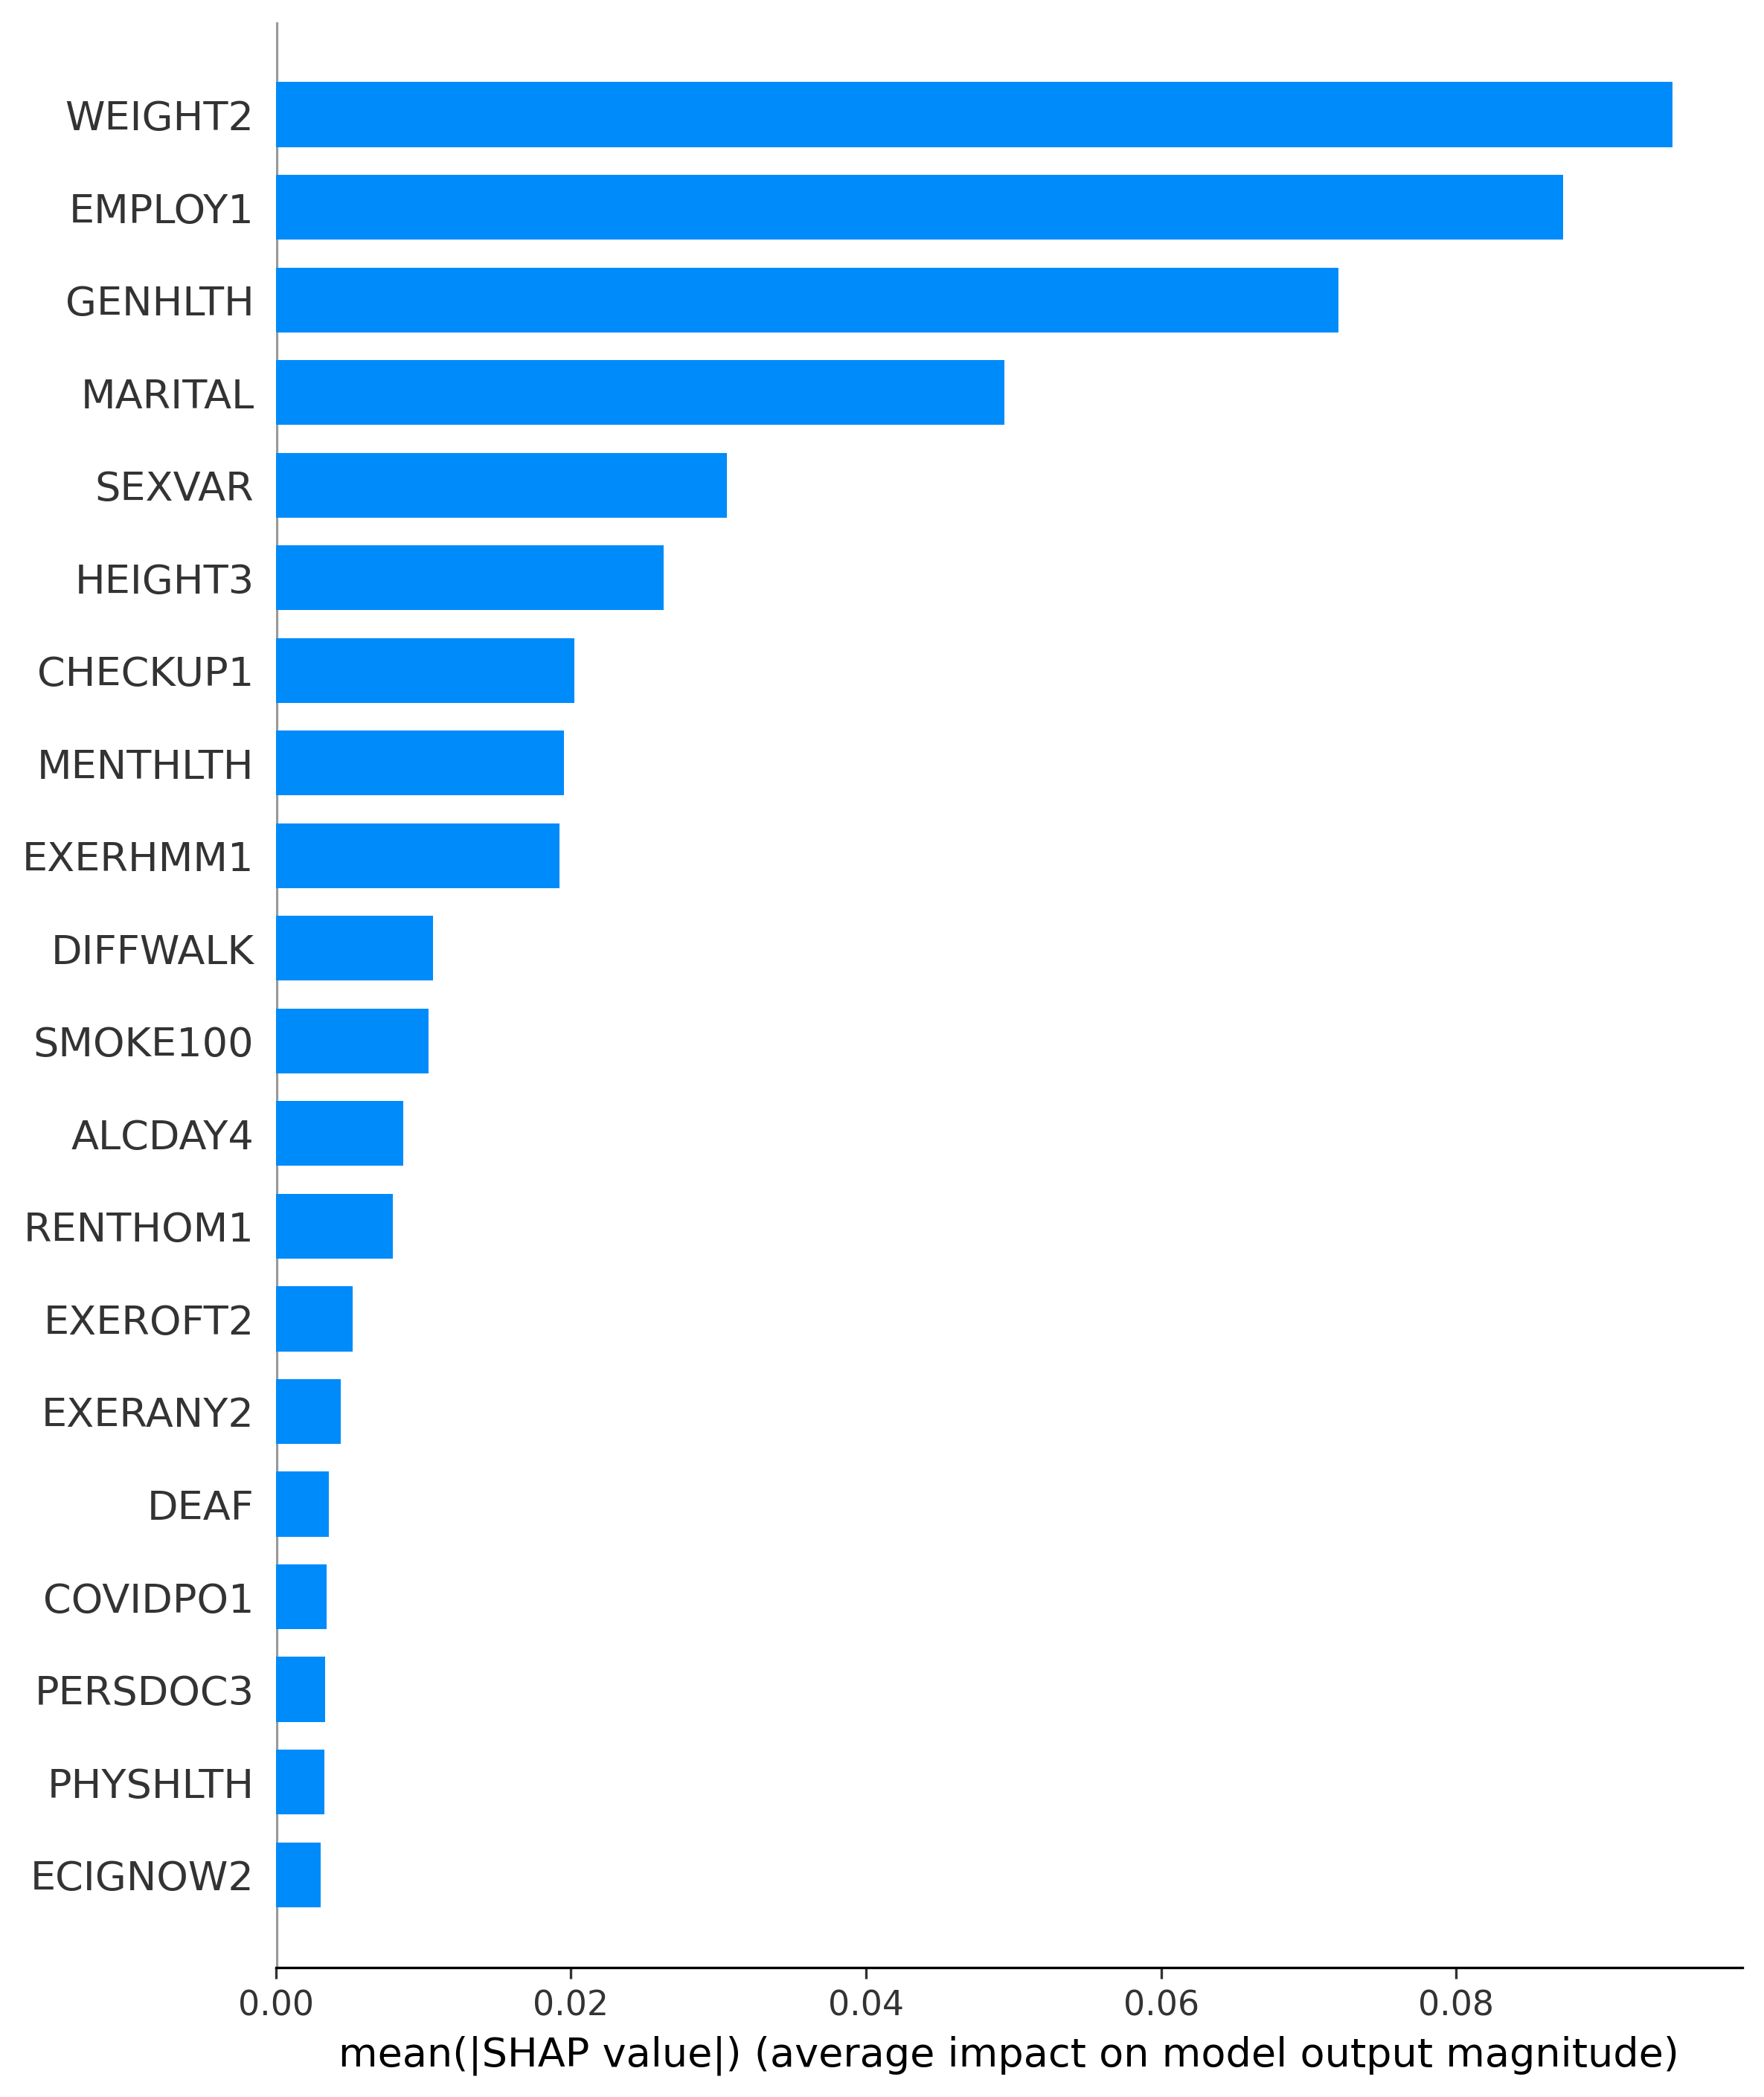 WEIGHT2
EMPLOY1
GENHLTH
MARITAL
SEXVAR
HEIGHT3
CHECKUP1
MENTHLTH
EXERHMM1
DIFFWALK
SMOKE100
ALCDAY4
RENTHOM1
EXEROFT2
EXERANY2
DEAF
COVIDPO1
PERSDOC3
PHYSHLTH
ECIGNOW2
0.00 0.02 0.04 0.06 0.08
mean(|SHAP value|) (average impact on model output magnitude)